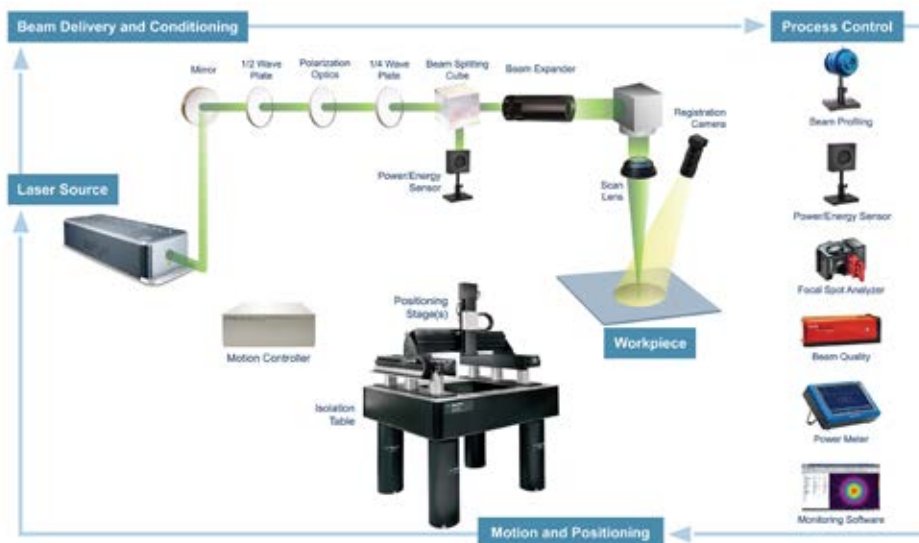 Beam Delivery and Conditioning
Process Control
Mirror
1/2 Wave
Plate
Polarization
Optics
1/4 Wave
Plate
Beam Splitting
Cube
Beam Expander
Registration
Camera
Beam Profiling
Laser Source
Power/Energy
Sensor
Scan
Lens
Power/Energy Sensor
Positioning
Stage(s)
Focal Spot Analyzer
Motion Controller
Workpiece
Beam Quality
Isolation
Table
Power Meter
Motion and Positioning
Monitoring Software